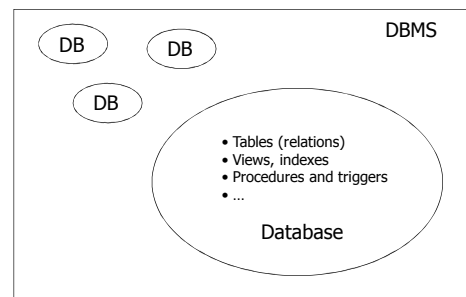 DBMS
DB
DB
DB
• Tables (relations)
• Views, indexes
• Procedures and triggers
• ...
Database